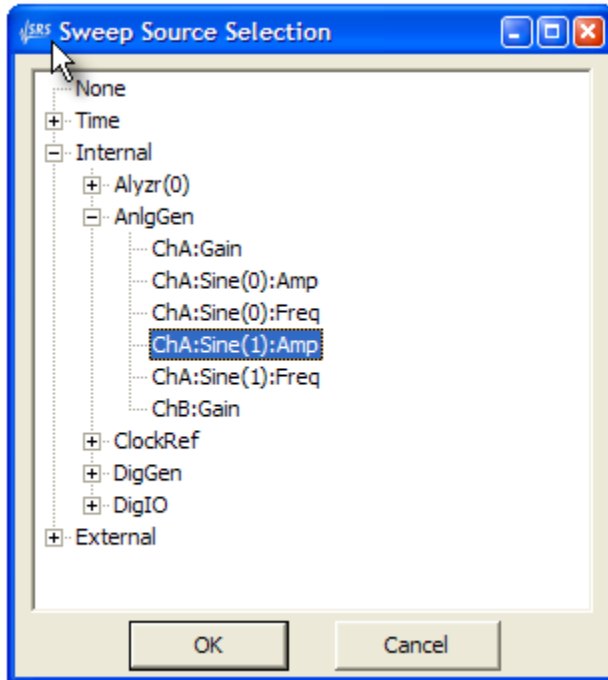 SRS Sweep Source Selection
None
Time
Internal
Alyzr(0)
AnlgGen
ChA:Gain
ChA:Sine(0):Amp
ChA:Sine(0):Freq
ChA:Sine(1):Amp
ChA:Sine(1):Freq
ChB:Gain
ClockRef
DigGen
DigIO
External
OK Cancel